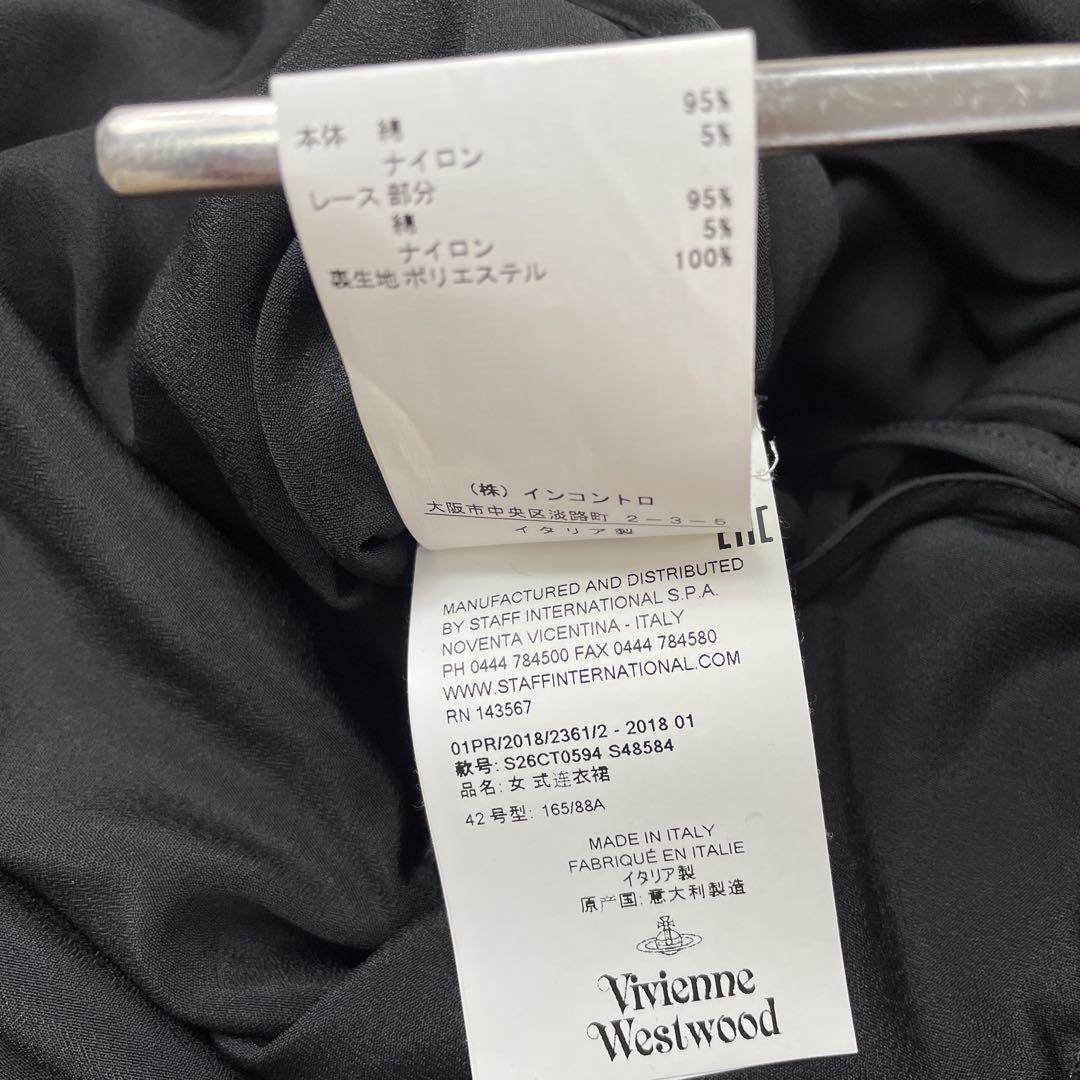 95%
本体 綿 5%
ナイロン
レース部分 95%
綿 5%
ナイロン 100%
裏生地ポリエステル
(株)インコントロ
大阪市中央区淡路町 2-3-5
イタリア製
EAC
MANUFACTURED AND DISTRIBUTED
BY STAFF INTERNATIONAL S.P.A.
NOVENTA VICENTINA - ITALY
PH 0444 784500 FAX 0444 784580
WWW.STAFFINTERNATIONAL.COM
RN 143567
01PR/2018/2361/2 - 2018 01
款号: S26CT0594 S48584
品名: 女式连衣裙
42号型: 165/88A
MADE IN ITALY
FABRIQUÉ EN ITALIE
イタリア製
原产国: 意大利製造
Vivienne
Westwood